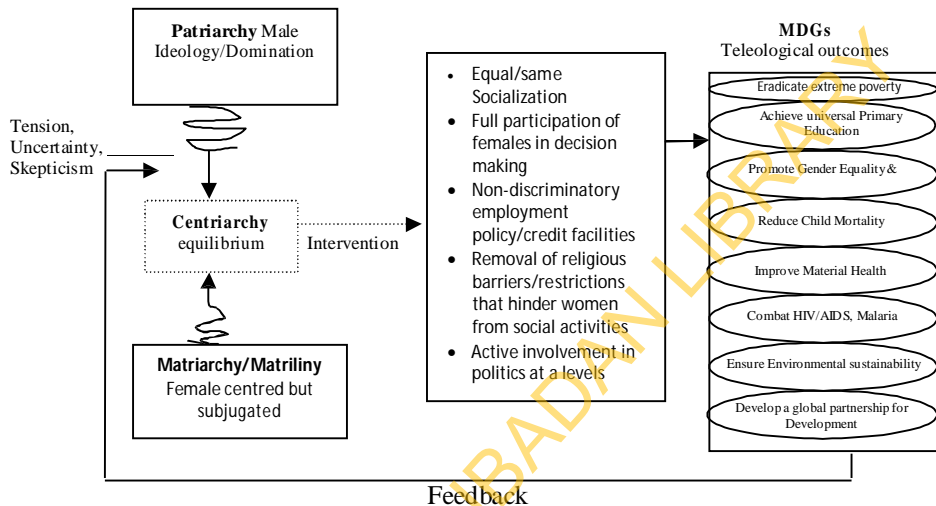 Patriarchy Male
Ideology/Domination
Tension,
Uncertainty,
Skepticism
Centriarchy
equilibrium
Intervention
Matriarchy/Matriliny
Female centred but
subjugated
• Equal/same
Socialization
• Full participation of
females in decision
making
• Non-discriminatory
employment
policy/credit facilities
• Removal of religious
barriers/restrictions
that hinder women
from social activities
• Active involvement in
politics at a levels
MDGs
Teleological outcomes
Eradicate extreme poverty
Achieve universal Primary
Education
Promote Gender Equality &
Reduce Child Mortality
Improve Material Health
Combat HIV/AIDS, Malaria
Ensure Environmental sustainability
Develop a global partnership for
Development
Feedback
IBADAN LIBRARY